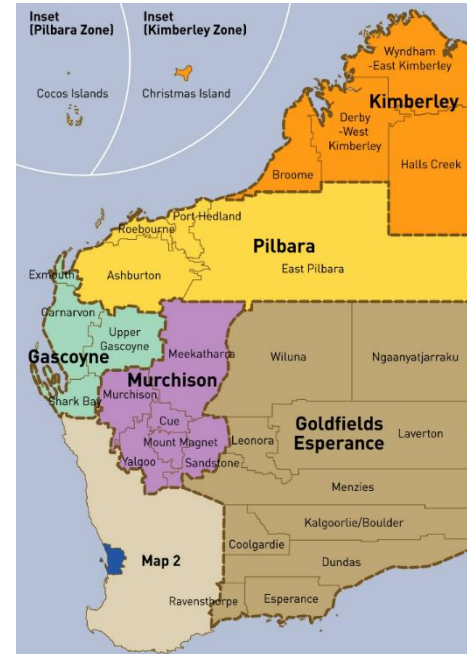 Inset
(Pilbara Zone)
Inset
(Kimberley Zone)
Cocos Islands
Christmas Island
Wyndham
-East Kimberley
Kimberley
Derby
-West
Kimberley
Halls Creek
Broome
Port Hedland
Roebourne
Pilbara
East Pilbara
Ashburton
Exmouth
Carnarvon
Upper
Gascoyne
Gascoyne
Shark Bay
Meekatharra
Murchison
Murchison
Cue
Mount Magnet
Yalgoo
Sandstone
Wiluna
Ngaanyatjarraku
Goldfields
Esperance
Leonora
Laverton
Menzies
Kalgoorlie/Boulder
Coolgardie
Dundas
Map 2
Ravensthorpe
Esperance